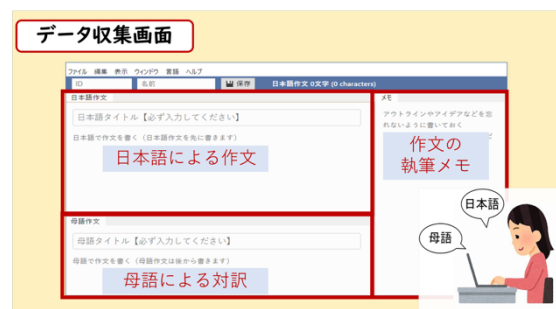 データ収集画面
ファイル 編集 表示 ウィンドウ 言語 ヘルプ
ID
名前
保存
日本語作文 0文字 (0 characters)
日本語作文
日本語タイトル【必ず入力してください】
日本語で作文を書く（日本語作文を先に書きます）
日本語による作文
メモ
アウトラインやアイデアなどを忘
れないように書いておく
作文の
執筆メモ
母語作文
母語タイトル【必ず入力してください】
母語で作文を書く（母語作文は後から書きます）
母語による対訳
日本語
母語